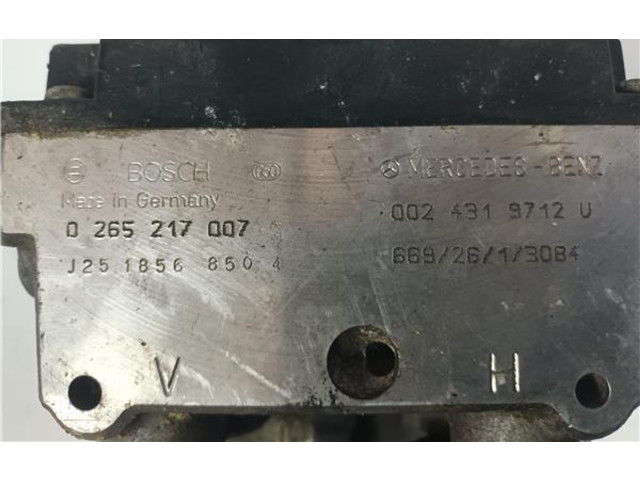 BOSCH
Made in Germany
0 265 217 007
J25 1856 850 4
MERCEDES-BENZ
002 431 9712 U
669/26/1/3084
V
H